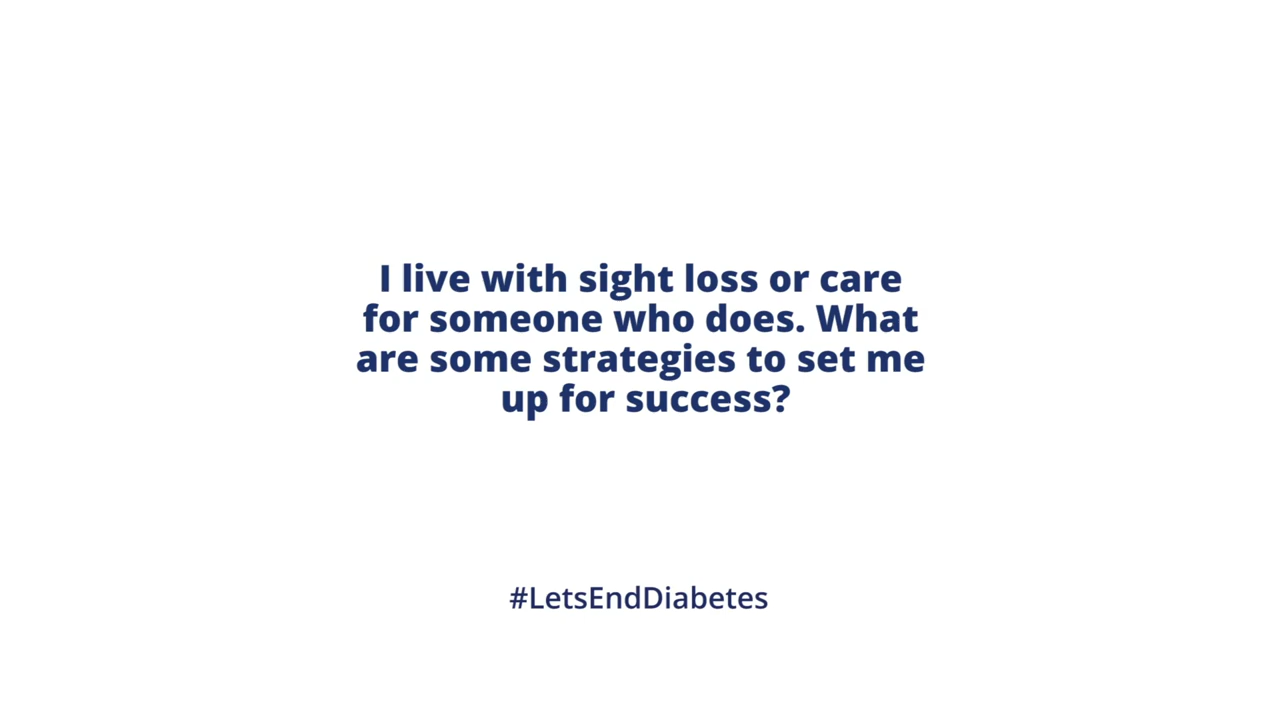 I live with sight loss or care
for someone who does. What
are some strategies to set me
up for success?
#LetsEndDiabetes